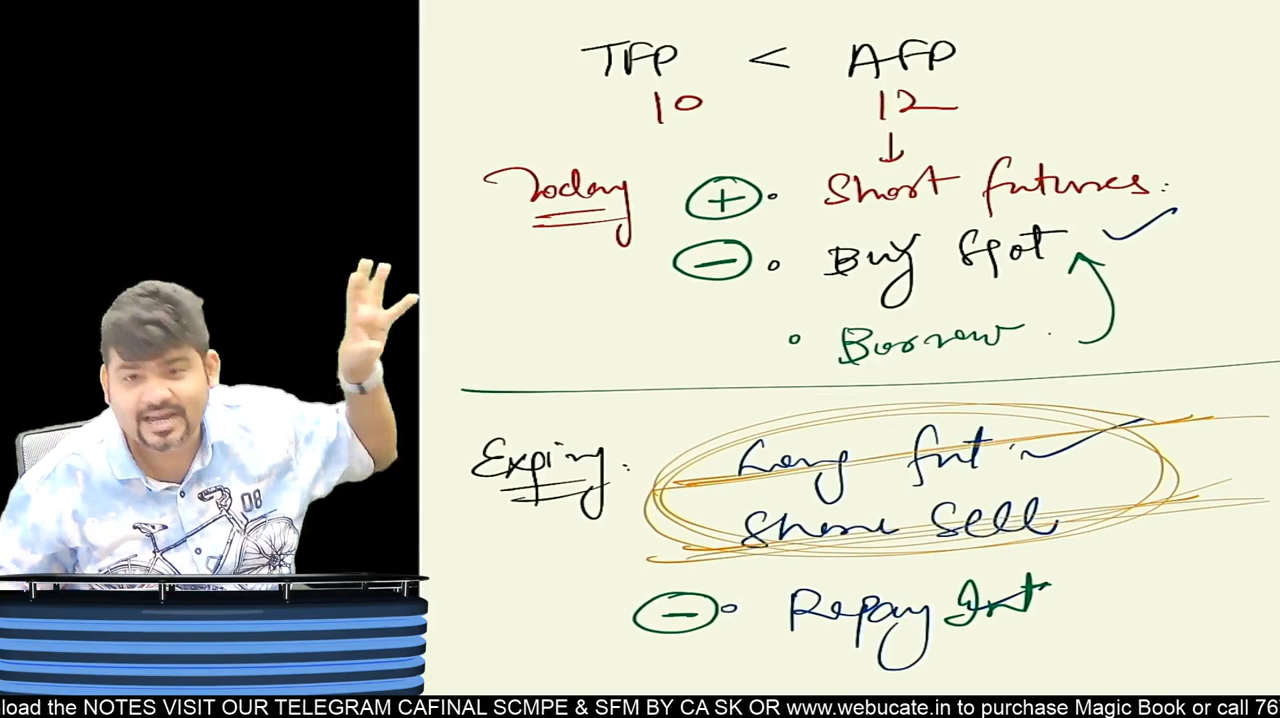 TFP < AFP
10 12
Today + • Short futures.
- • Buy Spot ✓
• Borrow.
Expiry. Long fut
Share Sell
- • Repay Int
08
load the NOTES VISIT OUR TELEGRAM CAFINAL SCMPE & SFM BY CA SK OR www.webucate.in to purchase Magic Book or call 76